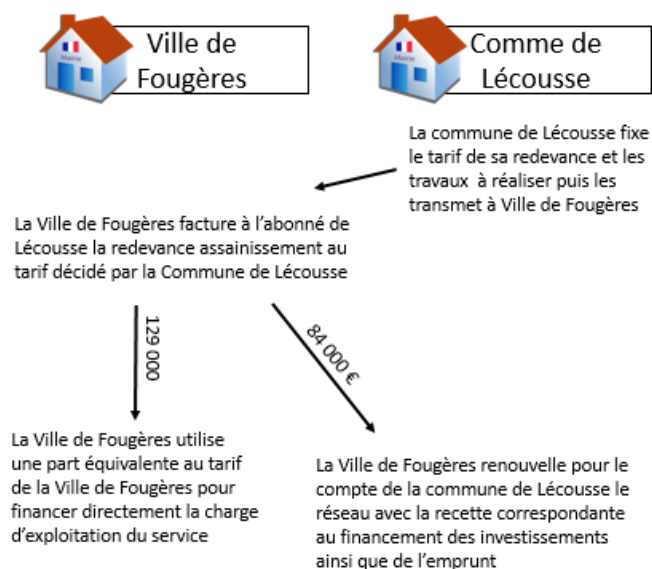 Mairie
Ville de
Fougères
Mairie
Comme de
Lécousse
La commune de Lécousse fixe
le tarif de sa redevance et les
travaux à réaliser puis les
transmet à Ville de Fougères
La Ville de Fougères facture à l'abonné de
Lécousse la redevance assainissement au
tarif décidé par la Commune de Lécousse
129 000
84 000 €
La Ville de Fougères utilise
une part équivalente au tarif
de la Ville de Fougères pour
financer directement la charge
d'exploitation du service
La Ville de Fougères renouvelle pour le
compte de la commune de Lécousse le
réseau avec la recette correspondante
au financement des investissements
ainsi que de l'emprunt